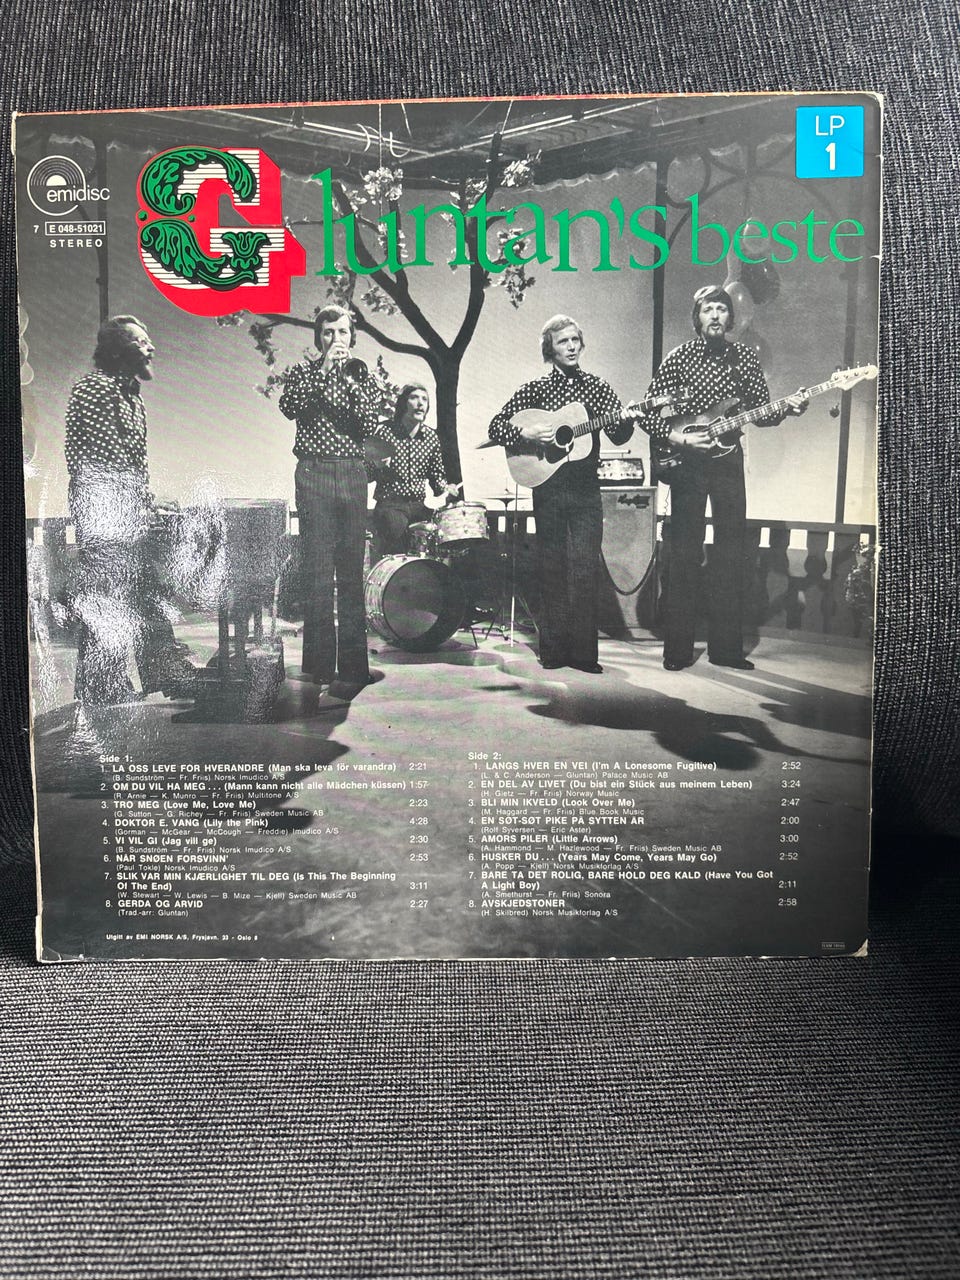 LP
1
emidisc
7 E 048-51021
STEREO
Gluntan's beste
Side 1:
1. LA OSS LEVE FOR HVERANDRE (Man ska leva för varandra) 2:21
(B. Sundström — Fr. Friis) Norsk Imudico A/S
2. OM DU VIL HA MEG... (Mann kann nicht alle Mädchen küssen) 1:57
(R. Arnie — K. Munro — Fr. Friis) Multitone A/S
3. TRO MEG (Love Me, Love Me) 2:23
(G. Sutton — G. Richey — Fr. Friis) Sweden Music AB
4. DOKTOR E. VANG (Lily the Pink) 4:28
(Gorman — McGear — McGough — Freddie) Imudico A/S
5. VI VIL GI (Jag vill ge) 2:30
(B. Sundström — Fr. Friis) Norsk Imudico A/S
6. NÅR SNØEN FORSVINN' 2:53
(Paul Tokle) Norsk Imudico A/S
7. SLIK VAR MIN KJÆRLIGHET TIL DEG (Is This The Beginning
Of The End) 3:11
(W. Stewart — W. Lewis — B. Mize — Kjell) Sweden Music AB
8. GERDA OG ARVID 2:27
(Trad.-arr: Gluntan)
Side 2:
1. LANGS HVER EN VEI (I'm A Lonesome Fugitive) 2:52
(L. & C. Anderson — Gluntan) Palace Music AB
2. EN DEL AV LIVET (Du bist ein Stück aus meinem Leben) 3:24
(H. Gietz — Fr. Friis) Norway Music
3. BLI MIN IKVELD (Look Over Me) 2:47
(M. Haggard — Fr. Friis) Blue Book Music
4. EN SØT-SØT PIKE PÅ SYTTEN ÅR 2:00
(Rolf Syversen — Eric Aster)
5. AMORS PILER (Little Arrows) 3:00
(A. Hammond — M. Hazlewood — Fr. Friis) Sweden Music AB
6. HUSKER DU... (Years May Come, Years May Go) 2:52
(A. Popp — Kjell) Norsk Musikforlag A/S
7. BARE TA DET ROLIG, BARE HOLD DEG KALD (Have You Got
A Light Boy) 2:11
(A. Smethurst — Fr. Friis) Sonora
8. AVSKJEDSTONER 2:58
(H. Skilbred) Norsk Musikforlag A/S
Utgitt av EMI NORSK A/S, Frysjavn. 33 - Oslo 8